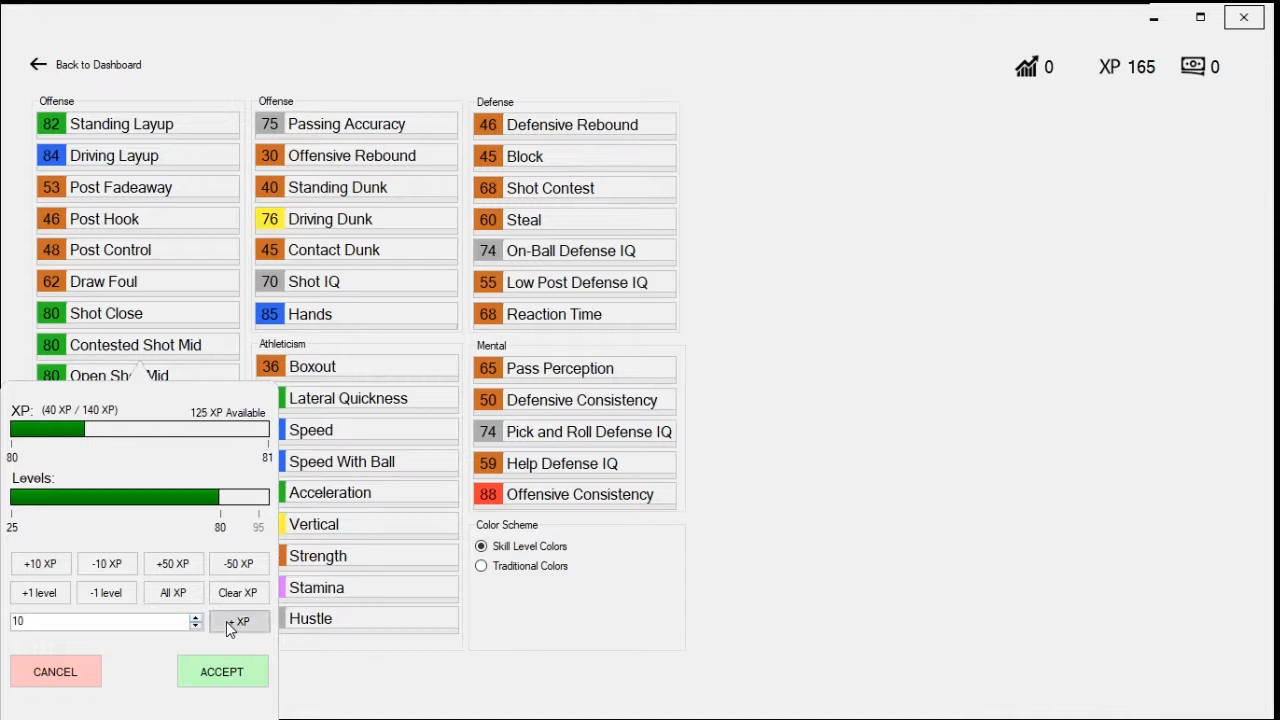 Back to Dashboard
0
XP 165
0
Offense
82 Standing Layup
84 Driving Layup
53 Post Fadeaway
46 Post Hook
48 Post Control
62 Draw Foul
80 Shot Close
80 Contested Shot Mid
80 Open Shot Mid
Offense
75 Passing Accuracy
30 Offensive Rebound
40 Standing Dunk
76 Driving Dunk
45 Contact Dunk
70 Shot IQ
85 Hands
Athleticism
36 Boxout
Lateral Quickness
Speed
Speed With Ball
Acceleration
Vertical
Strength
Stamina
Hustle
Defense
46 Defensive Rebound
45 Block
68 Shot Contest
60 Steal
74 On-Ball Defense IQ
55 Low Post Defense IQ
68 Reaction Time
Mental
65 Pass Perception
50 Defensive Consistency
74 Pick and Roll Defense IQ
59 Help Defense IQ
88 Offensive Consistency
Color Scheme
Skill Level Colors
Traditional Colors
XP: (40 XP / 140 XP) 125 XP Available
80 81
Levels:
25 80 95
+10 XP -10 XP +50 XP -50 XP
+1 level -1 level All XP Clear XP
10 + XP
CANCEL ACCEPT